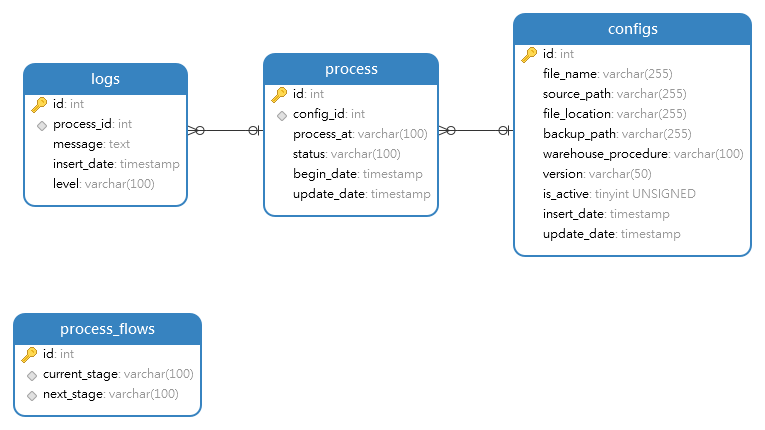 logs
id: int
process_id: int
message: text
insert_date: timestamp
level: varchar(100)
process
id: int
config_id: int
process_at: varchar(100)
status: varchar(100)
begin_date: timestamp
update_date: timestamp
configs
id: int
file_name: varchar(255)
source_path: varchar(255)
file_location: varchar(255)
backup_path: varchar(255)
warehouse_procedure: varchar(100)
version: varchar(50)
is_active: tinyint UNSIGNED
insert_date: timestamp
update_date: timestamp
process_flows
id: int
current_stage: varchar(100)
next_stage: varchar(100)